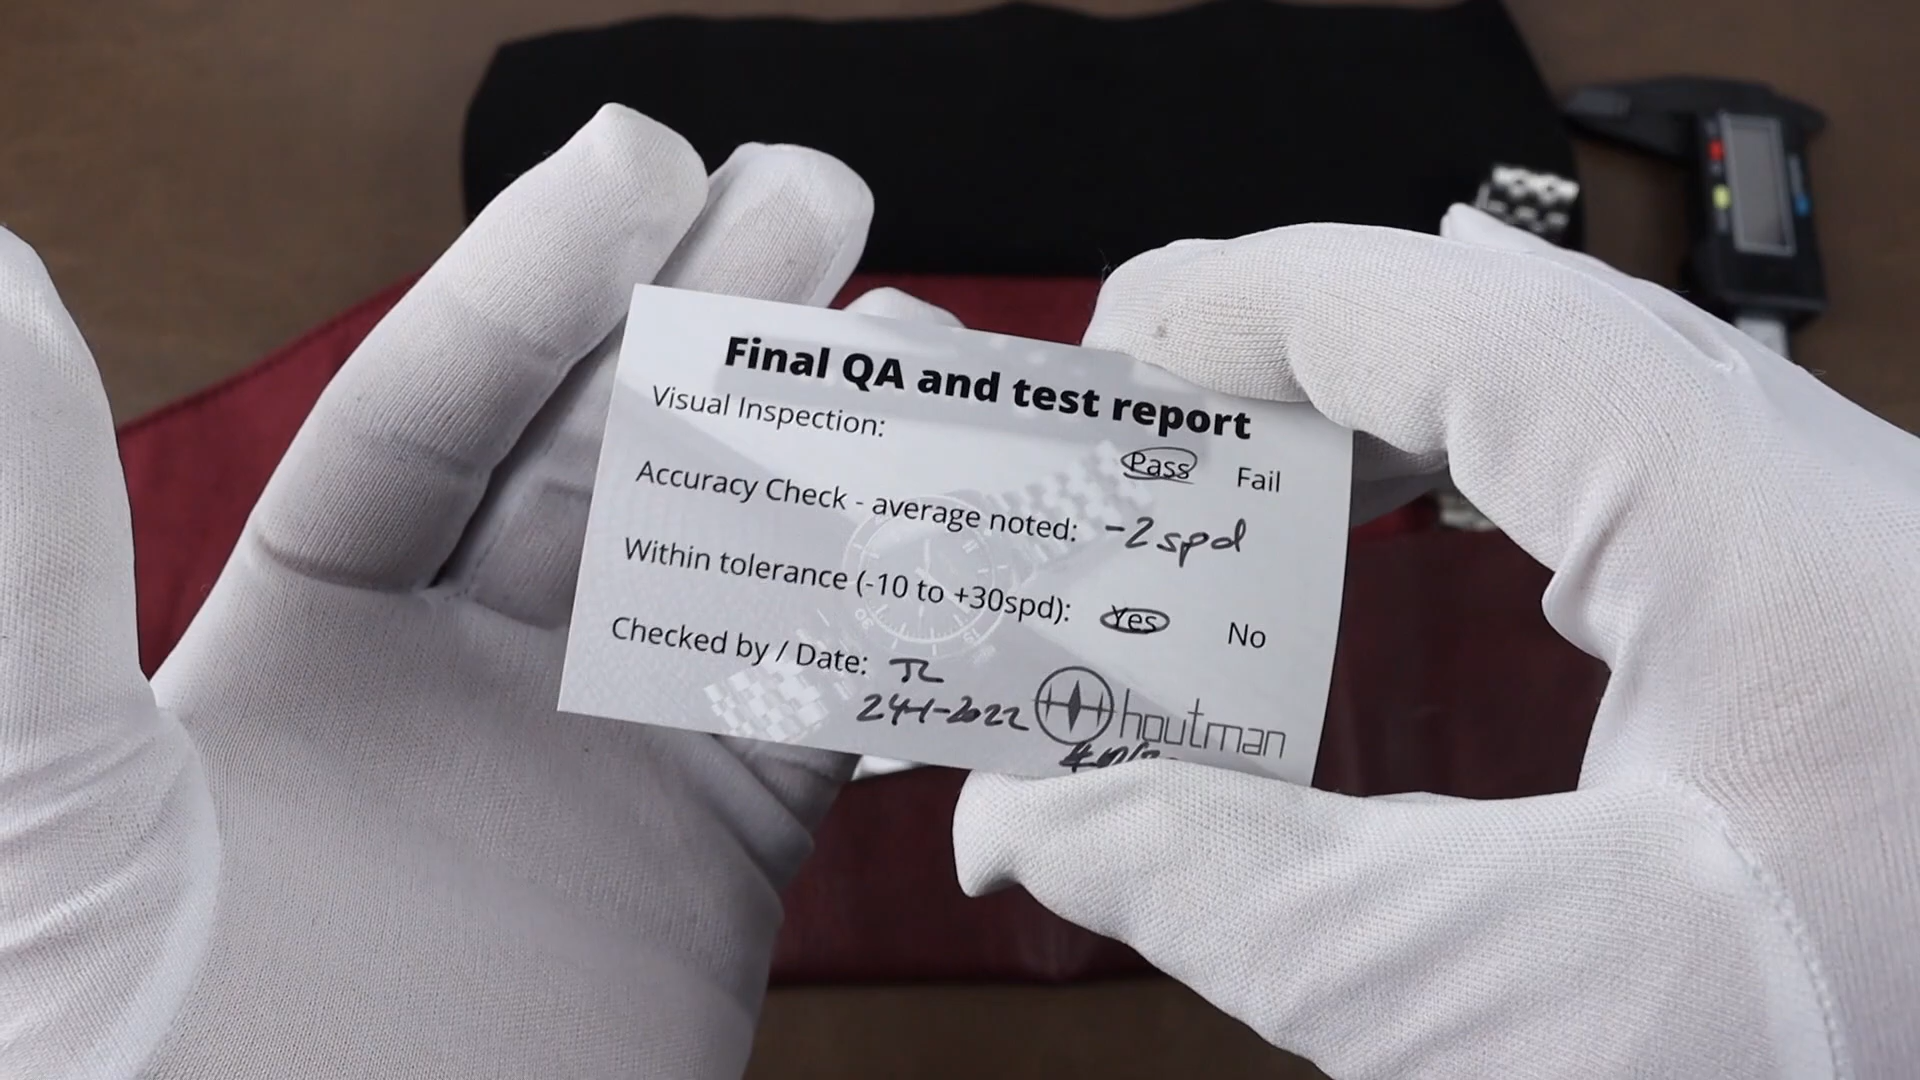 Final QA and test report
Visual Inspection: Pass Fail
Accuracy Check - average noted: -2spd
Within tolerance (-10 to +30spd): Yes No
Checked by / Date: JL
24-1-2022
houtman